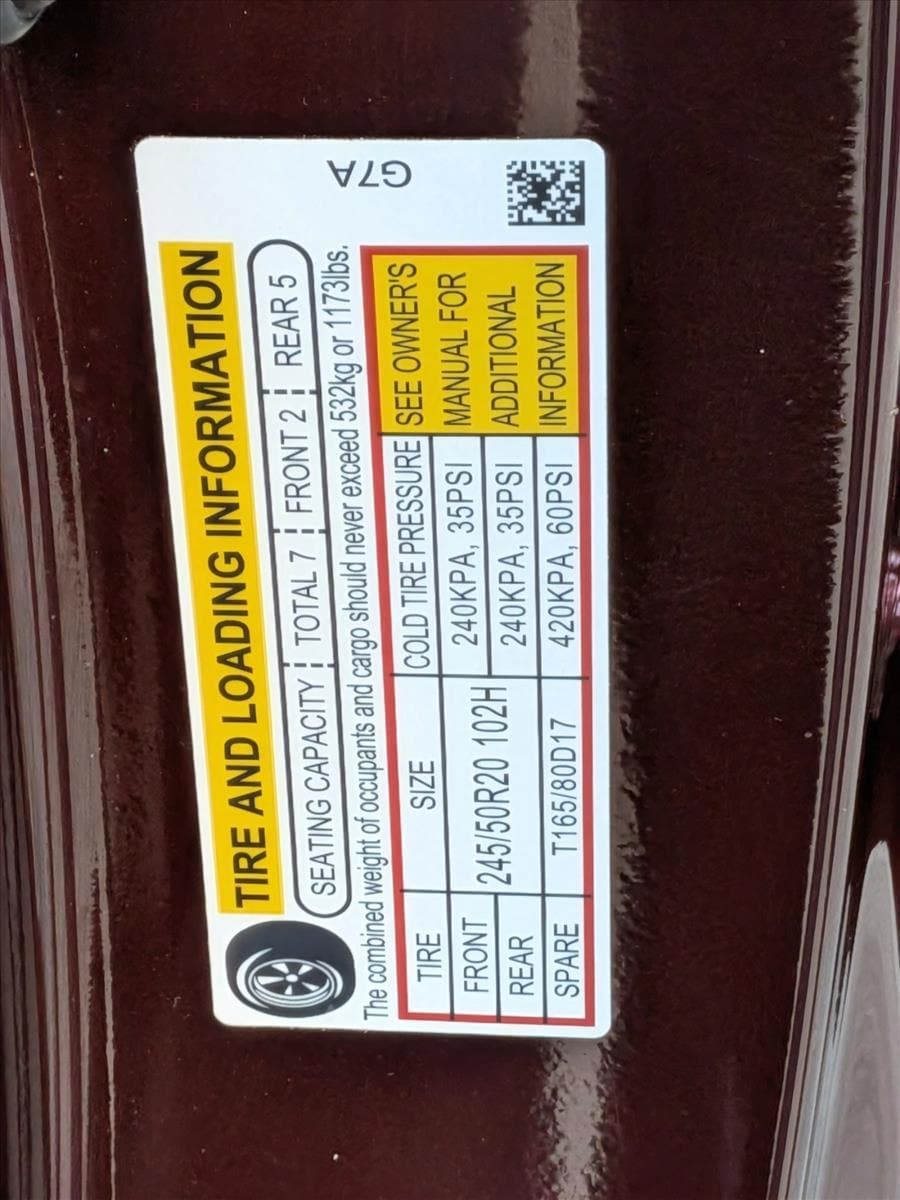 TIRE AND LOADING INFORMATION
SEATING CAPACITY TOTAL 7 FRONT 2 REAR 5
The combined weight of occupants and cargo should never exceed 532kg or 1173lbs.
TIRE SIZE COLD TIRE PRESSURE
FRONT 245/50R20 102H 240KPA, 35PSI
REAR 240KPA, 35PSI
SPARE T165/80D17 420KPA, 60PSI
SEE OWNER'S
MANUAL FOR
ADDITIONAL
INFORMATION
G7A